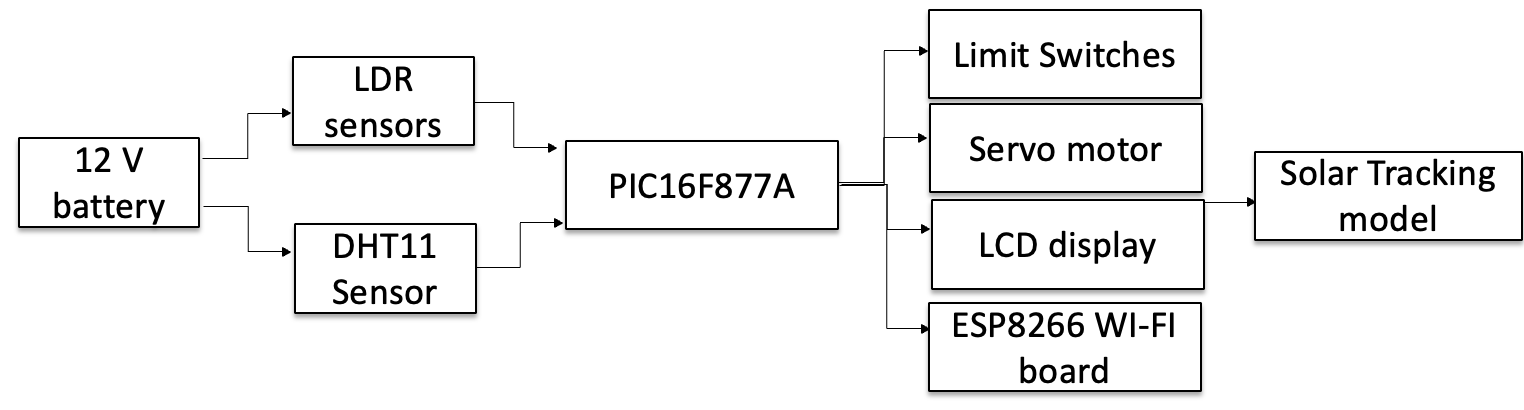 12 V
battery
LDR
sensors
DHT11
Sensor
PIC16F877A
Limit Switches
Servo motor
LCD display
ESP8266 WI-FI
board
Solar Tracking
model